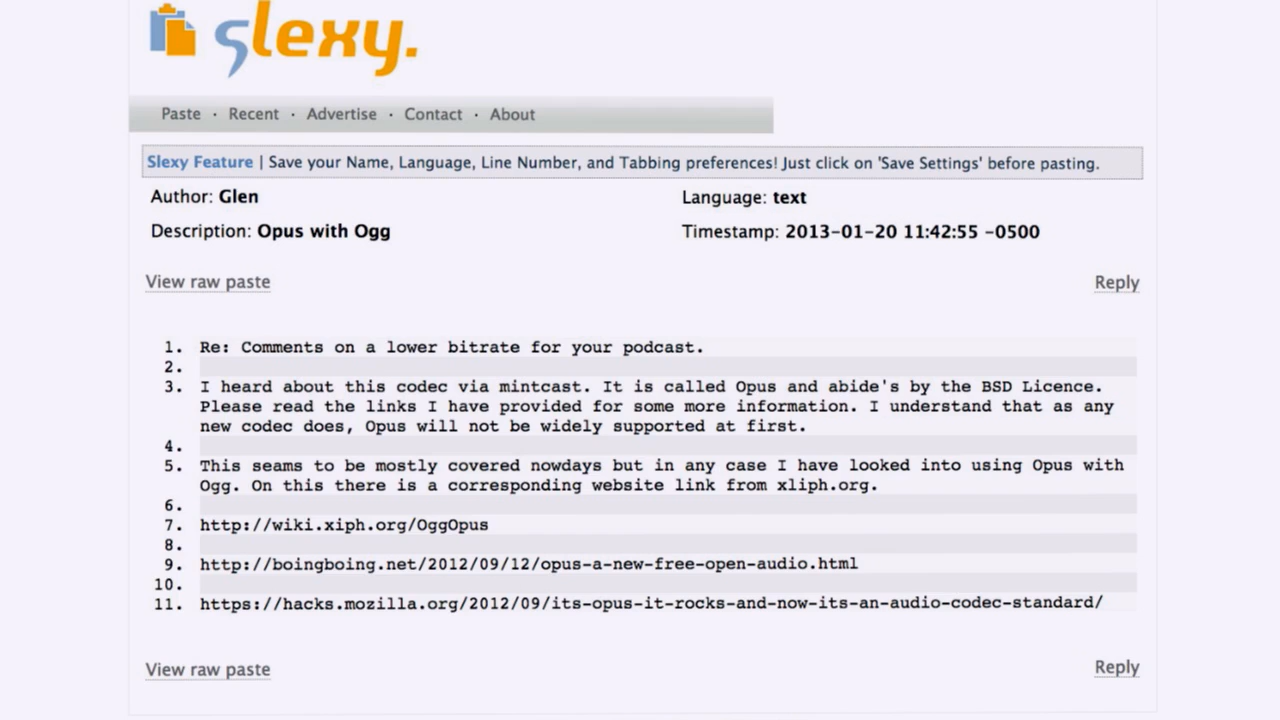 slexy.
Paste · Recent · Advertise · Contact · About
Slexy Feature | Save your Name, Language, Line Number, and Tabbing preferences! Just click on 'Save Settings' before pasting.
Author: Glen
Language: text
Description: Opus with Ogg
Timestamp: 2013-01-20 11:42:55 -0500
View raw paste
Reply
1. Re: Comments on a lower bitrate for your podcast.
2.
3. I heard about this codec via mintcast. It is called Opus and abide's by the BSD Licence.
Please read the links I have provided for some more information. I understand that as any
new codec does, Opus will not be widely supported at first.
4.
5. This seams to be mostly covered nowdays but in any case I have looked into using Opus with
Ogg. On this there is a corresponding website link from xliph.org.
6.
7. http://wiki.xiph.org/OggOpus
8.
9. http://boingboing.net/2012/09/12/opus-a-new-free-open-audio.html
10.
11. https://hacks.mozilla.org/2012/09/its-opus-it-rocks-and-now-its-an-audio-codec-standard/
View raw paste
Reply